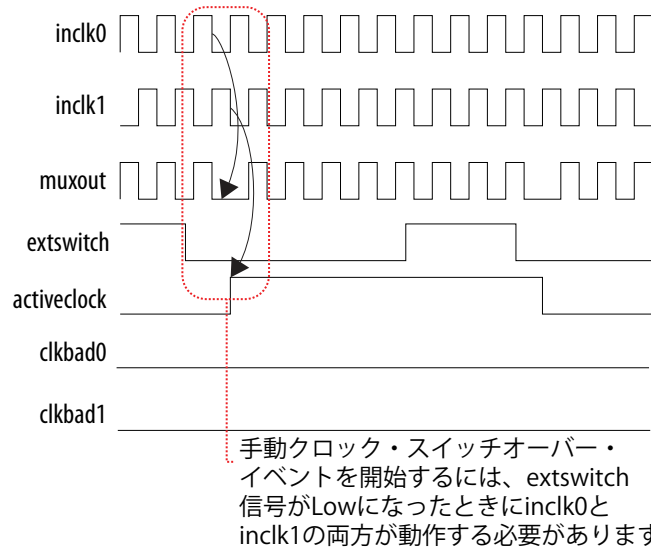 inclk0
inclk1
muxout
extswitch
activeclock
clkbad0
clkbad1
手動クロック・スイッチオーバー・
イベントを開始するには、extswitch
信号がLowになったときにinclk0と
inclk1の両方が動作する必要があります